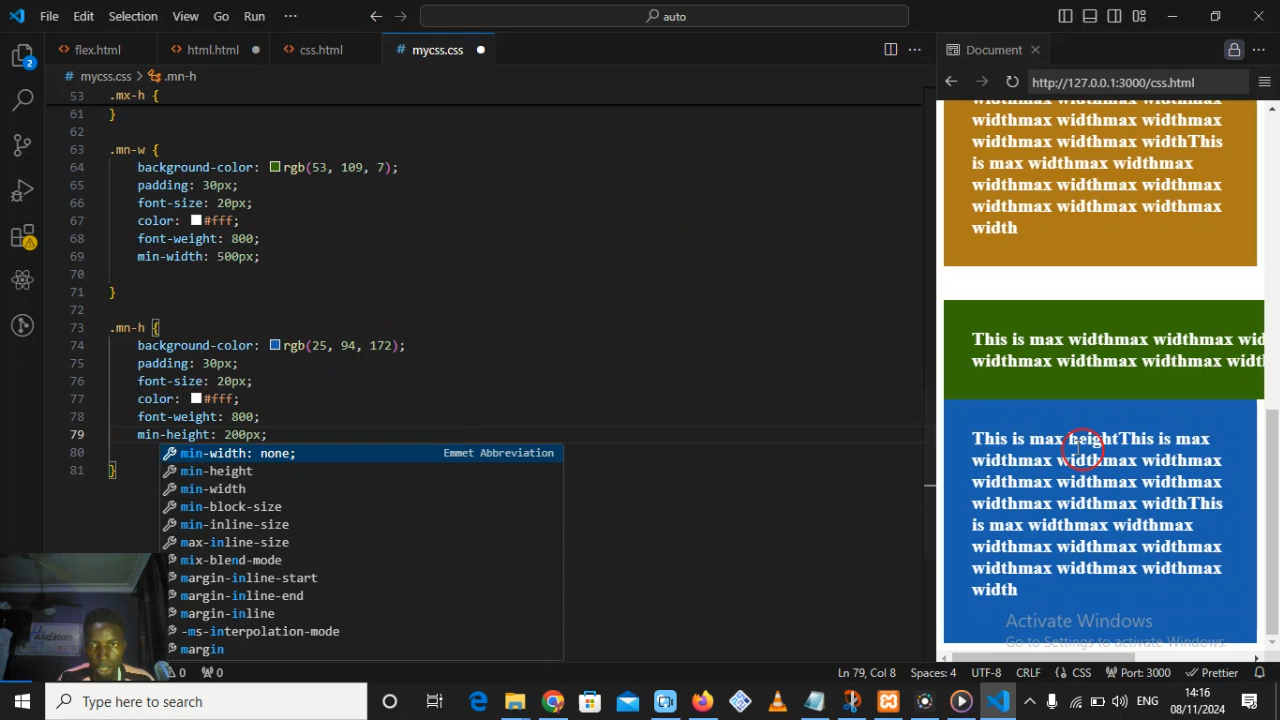 File Edit Selection View Go Run ···
auto
flex.html
html.html
css.html
# mycss.css
Document
# mycss.css > .mn-h
http://127.0.0.1:3000/css.html
53 .mx-h {
61 }
62
63 .mn-w {
64 background-color: rgb(53, 109, 7);
65 padding: 30px;
66 font-size: 20px;
67 color: #fff;
68 font-weight: 800;
69 min-width: 500px;
70
71 }
72
73 .mn-h {
74 background-color: rgb(25, 94, 172);
75 padding: 30px;
76 font-size: 20px;
77 color: #fff;
78 font-weight: 800;
79 min-height: 200px;
80
81 }
min-width: none; Emmet Abbreviation
min-height
min-width
min-block-size
min-inline-size
max-inline-size
mix-blend-mode
margin-inline-start
margin-inline-end
margin-inline
-ms-interpolation-mode
margin
widthmax widthmax widthmax
widthmax widthmax widthmax
widthmax widthmax widthThis
is max widthmax widthmax
widthmax widthmax widthmax
widthmax widthmax widthmax
width
This is max widthmax widthmax wid
widthmax widthmax widthmax widt
This is max heightThis is max
widthmax widthmax widthmax
widthmax widthmax widthmax
widthmax widthmax widthThis
is max widthmax widthmax
widthmax widthmax widthmax
widthmax widthmax widthmax
width
Activate Windows
Go to Settings to activate Windows.
0 0
Ln 79, Col 8 Spaces: 4 UTF-8 CRLF CSS Port: 3000 Prettier
Type here to search
ENG
14:16
08/11/2024
2